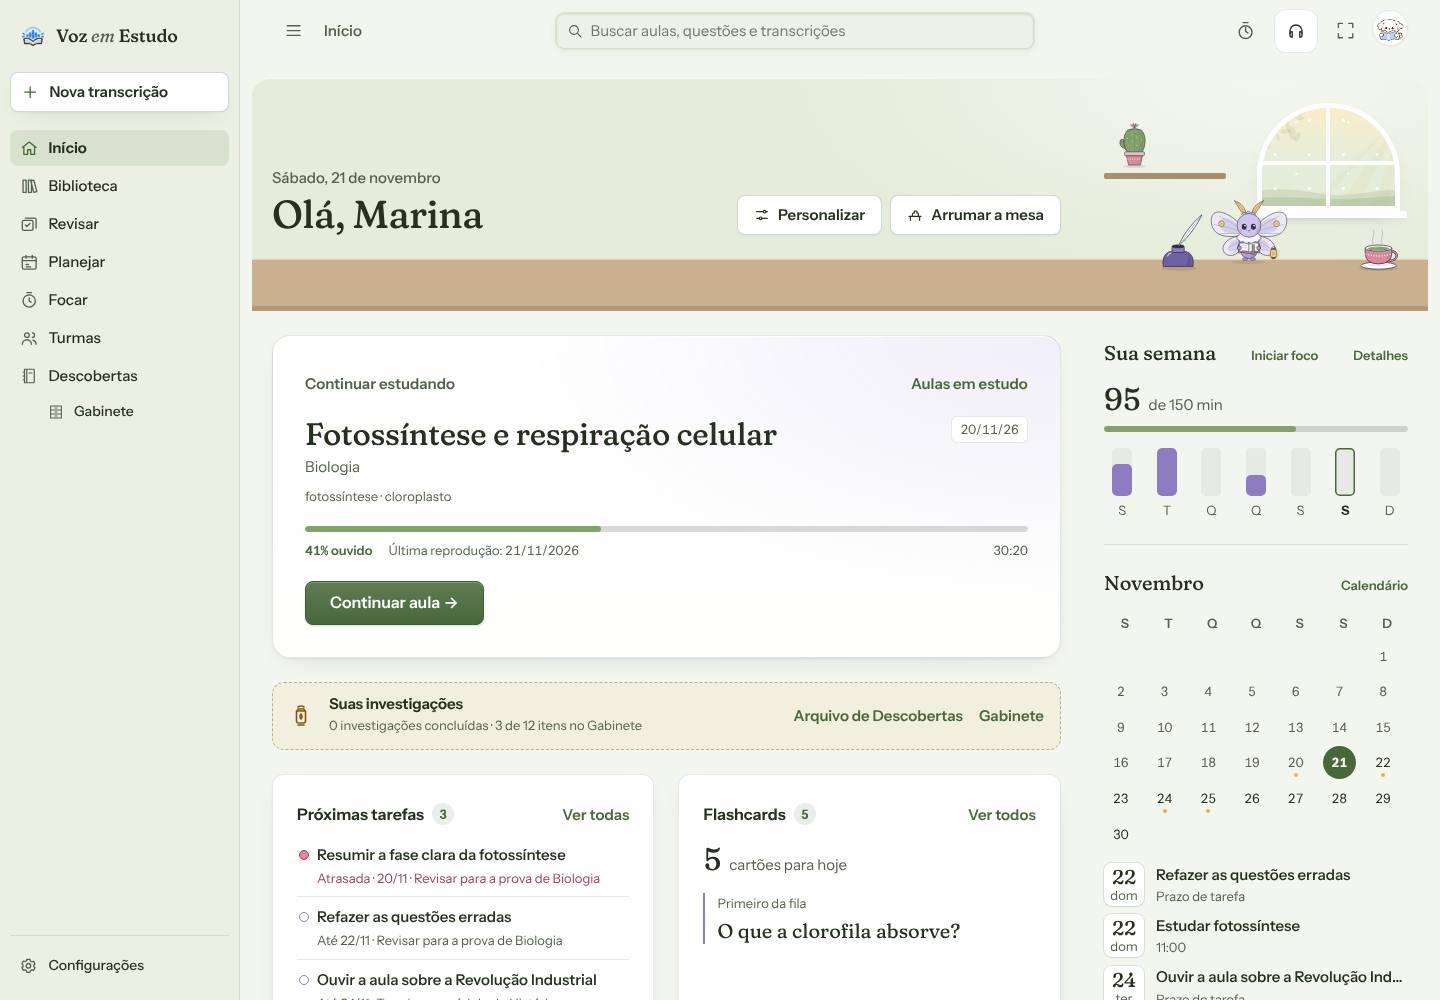 Voz em Estudo
Nova transcrição
Início
Biblioteca
Revisar
Planejar
Focar
Turmas
Descobertas
Gabinete
Configurações
Início
Buscar aulas, questões e transcrições
Sábado, 21 de novembro
Olá, Marina
Personalizar
Arrumar a mesa
Continuar estudando
Aulas em estudo
Fotossíntese e respiração celular
20/11/26
Biologia
fotossíntese · cloroplasto
41% ouvido Última reprodução: 21/11/2026 30:20
Continuar aula →
Suas investigações
0 investigações concluídas · 3 de 12 itens no Gabinete
Arquivo de Descobertas
Gabinete
Próximas tarefas 3 Ver todas
Resumir a fase clara da fotossíntese
Atrasada · 20/11 · Revisar para a prova de Biologia
Refazer as questões erradas
Até 22/11 · Revisar para a prova de Biologia
Ouvir a aula sobre a Revolução Industrial
Flashcards 5 Ver todos
5 cartões para hoje
Primeiro da fila
O que a clorofila absorve?
Sua semana Iniciar foco Detalhes
95 de 150 min
S T Q Q S S D
Novembro Calendário
S T Q Q S S D
1
2 3 4 5 6 7 8
9 10 11 12 13 14 15
16 17 18 19 20 21 22
23 24 25 26 27 28 29
30
22 dom
Refazer as questões erradas
Prazo de tarefa
22 dom
Estudar fotossíntese
11:00
24 ter
Ouvir a aula sobre a Revolução Ind...
Prazo de tarefa